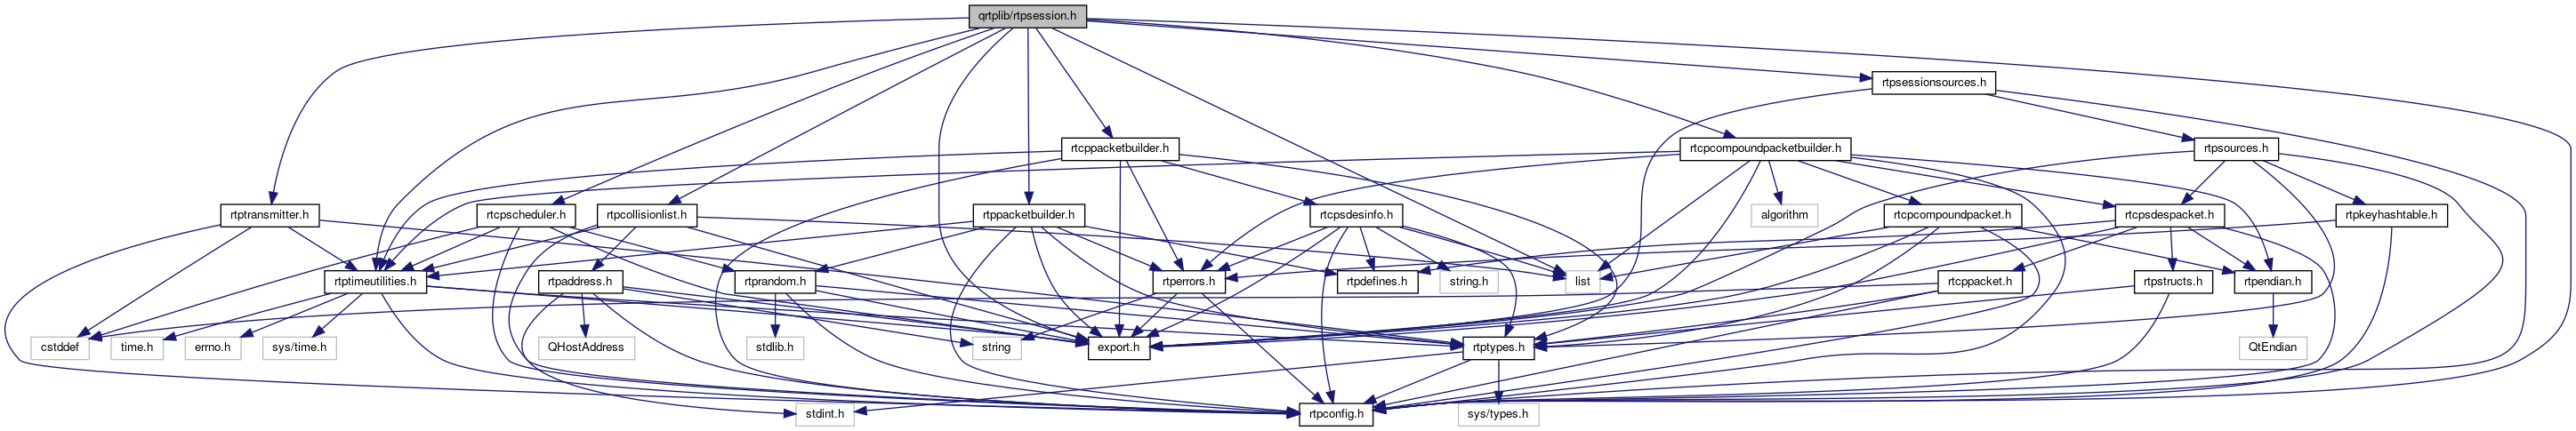 qrtplib/rtpsession.h
rtpsessionsources.h
rtcppacketbuilder.h
rtcpcompoundpacketbuilder.h
rtpsources.h
rtptransmitter.h
rtcpscheduler.h
rtpcollisionlist.h
rtppacketbuilder.h
rtcpsdesinfo.h
algorithm
rtcpcompoundpacket.h
rtcpsdespacket.h
rtpkeyhashtable.h
rtptimeutilities.h
rtpaddress.h
rtprandom.h
rtperrors.h
rtpdefines.h
string.h
list
rtcppacket.h
rtpstructs.h
rtpendian.h
cstddef
time.h
errno.h
sys/time.h
QHostAddress
stdlib.h
string
export.h
rtptypes.h
QtEndian
stdint.h
rtpconfig.h
sys/types.h